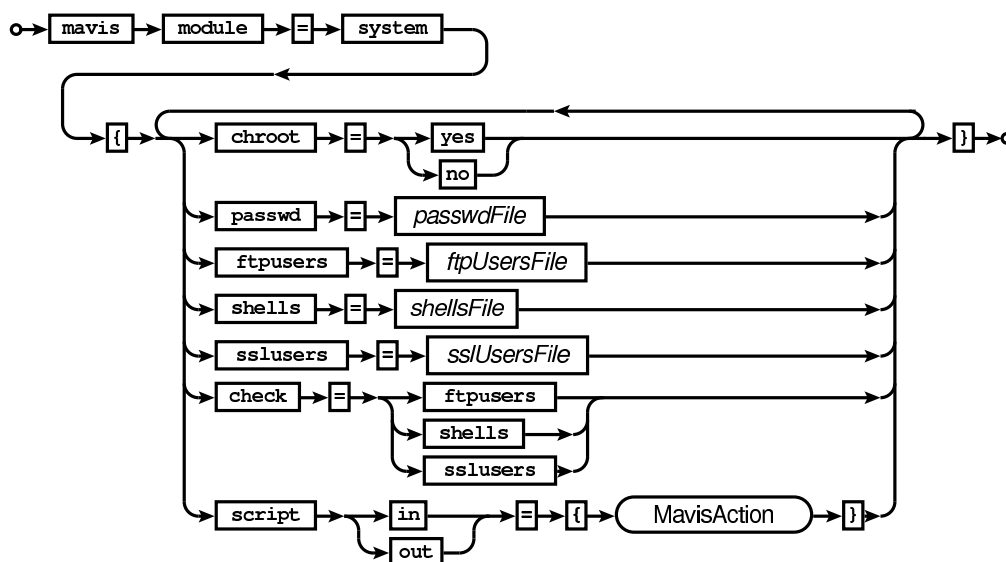 mavis module = system
{ chroot = yes }
no
passwd = passwdFile
ftpusers = ftpUsersFile
shells = shellsFile
sslusers = sslUsersFile
check = ftpusers
shells
sslusers
script in = { MavisAction }
out